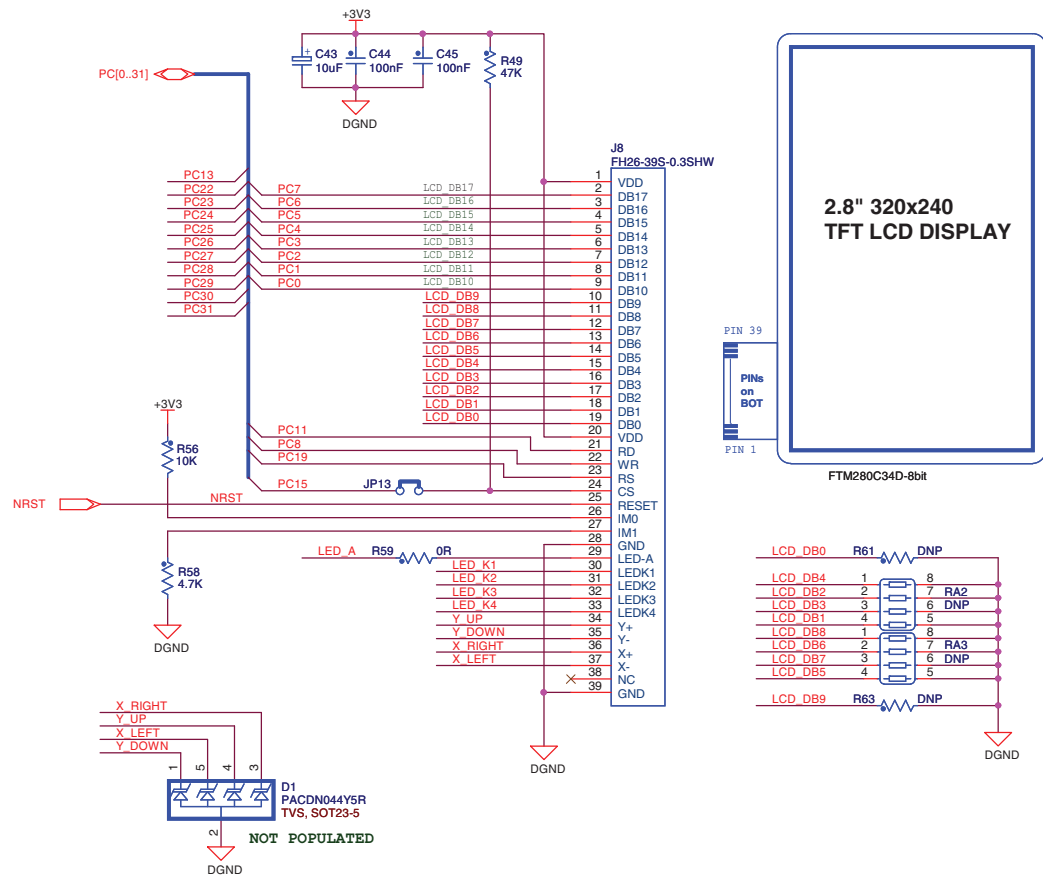 +3V3
C43
10uF
+
C44
100nF
C45
100nF
R49
47K
PC[0..31]
DGND
J8
FH26-39S-0.3SHW
PC13
PC22
PC23
PC24
PC25
PC26
PC27
PC28
PC29
PC30
PC31
PC7
PC6
PC5
PC4
PC3
PC2
PC1
PC0
LCD_DB17
LCD_DB16
LCD_DB15
LCD_DB14
LCD_DB13
LCD_DB12
LCD_DB11
LCD_DB10
LCD_DB9
LCD_DB8
LCD_DB7
LCD_DB6
LCD_DB5
LCD_DB4
LCD_DB3
LCD_DB2
LCD_DB1
LCD_DB0
1 VDD
2 DB17
3 DB16
4 DB15
5 DB14
6 DB13
7 DB12
8 DB11
9 DB10
10 DB9
11 DB8
12 DB7
13 DB6
14 DB5
15 DB4
16 DB3
17 DB2
18 DB1
19 DB0
20 VDD
21 RD
22 WR
23 RS
24 CS
25 RESET
26 IM0
27 IM1
28 GND
29 LED-A
30 LEDK1
31 LEDK2
32 LEDK3
33 LEDK4
34 Y+
35 Y-
36 X+
37 X-
38 NC
39 GND
+3V3
R56
10K
PC11
PC8
PC19
PC15
JP13
NRST
NRST
R58
4.7K
DGND
LED_A
R59
0R
LED_K1
LED_K2
LED_K3
LED_K4
Y_UP
Y_DOWN
X_RIGHT
X_LEFT
DGND
2.8" 320x240
TFT LCD DISPLAY
PIN 39
PINs
on
BOT
PIN 1
FTM280C34D-8bit
LCD_DB0
R61
DNP
LCD_DB4 1 8
LCD_DB2 2 7 RA2
LCD_DB3 3 6 DNP
LCD_DB1 4 5
LCD_DB8 1 8
LCD_DB6 2 7 RA3
LCD_DB7 3 6 DNP
LCD_DB5 4 5
LCD_DB9
R63
DNP
DGND
X_RIGHT
Y_UP
X_LEFT
Y_DOWN
1
5
4
3
D1
PACDN044Y5R
TVS, SOT23-5
2
NOT POPULATED
DGND